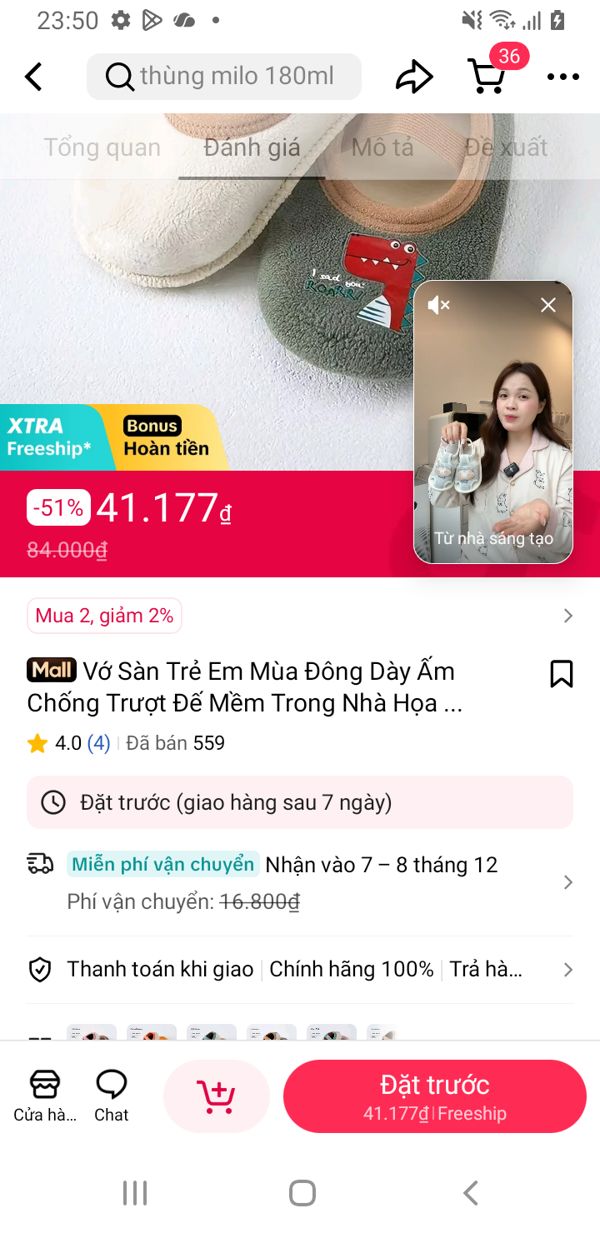 23:50
thùng milo 180ml
36
Tổng quan Đánh giá Mô tả Đề xuất
I said you?
ROARR
XTRA
Freeship*
Bonus
Hoàn tiền
-51% 41.177₫
84.000₫
Từ nhà sáng tạo
Mua 2, giảm 2%
Mall Vớ Sàn Trẻ Em Mùa Đông Dày Ấm
Chống Trượt Đế Mềm Trong Nhà Họa ...
4.0 (4) Đã bán 559
Đặt trước (giao hàng sau 7 ngày)
Miễn phí vận chuyển Nhận vào 7 – 8 tháng 12
Phí vận chuyển: 16.800₫
Thanh toán khi giao Chính hãng 100% Trả hà...
Đặt trước
41.177₫ Freeship
Cửa hà... Chat